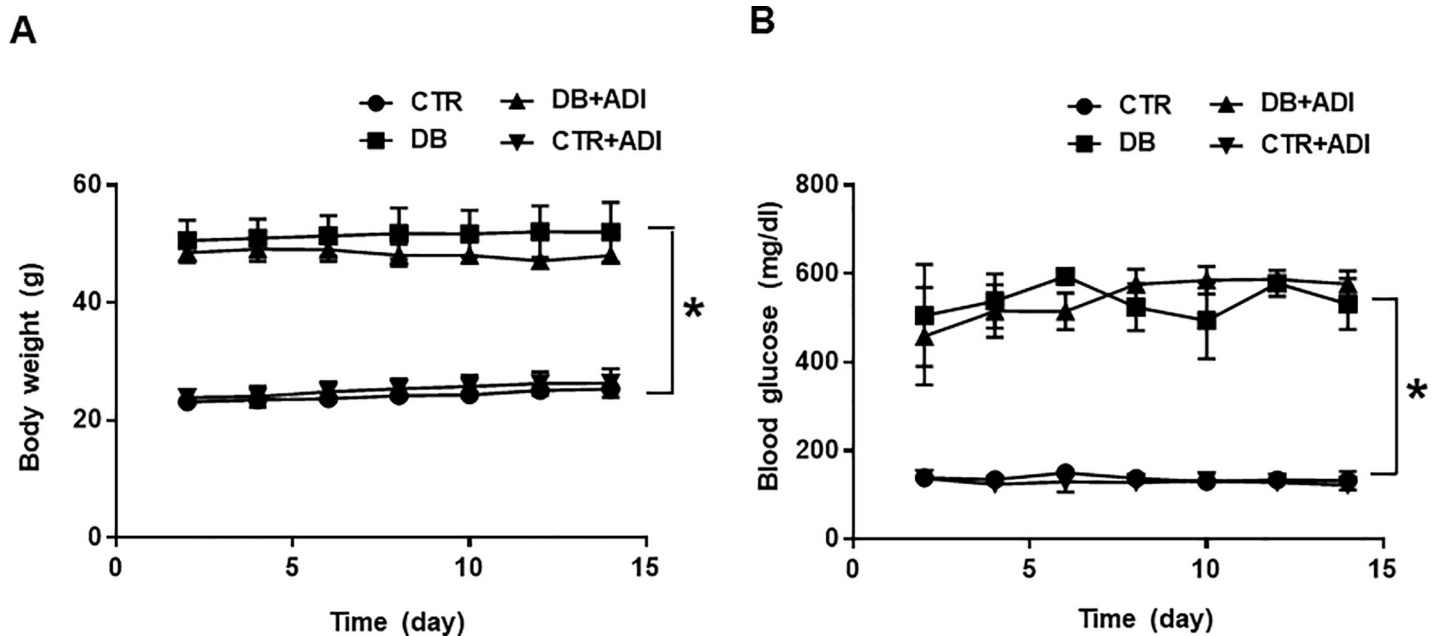 A
CTR DB+ADI
DB CTR+ADI
60
40
20
0
0 5 10 15
Body weight (g)
Time (day)
*
B
CTR DB+ADI
DB CTR+ADI
800
600
400
200
0
0 5 10 15
Blood glucose (mg/dl)
Time (day)
*